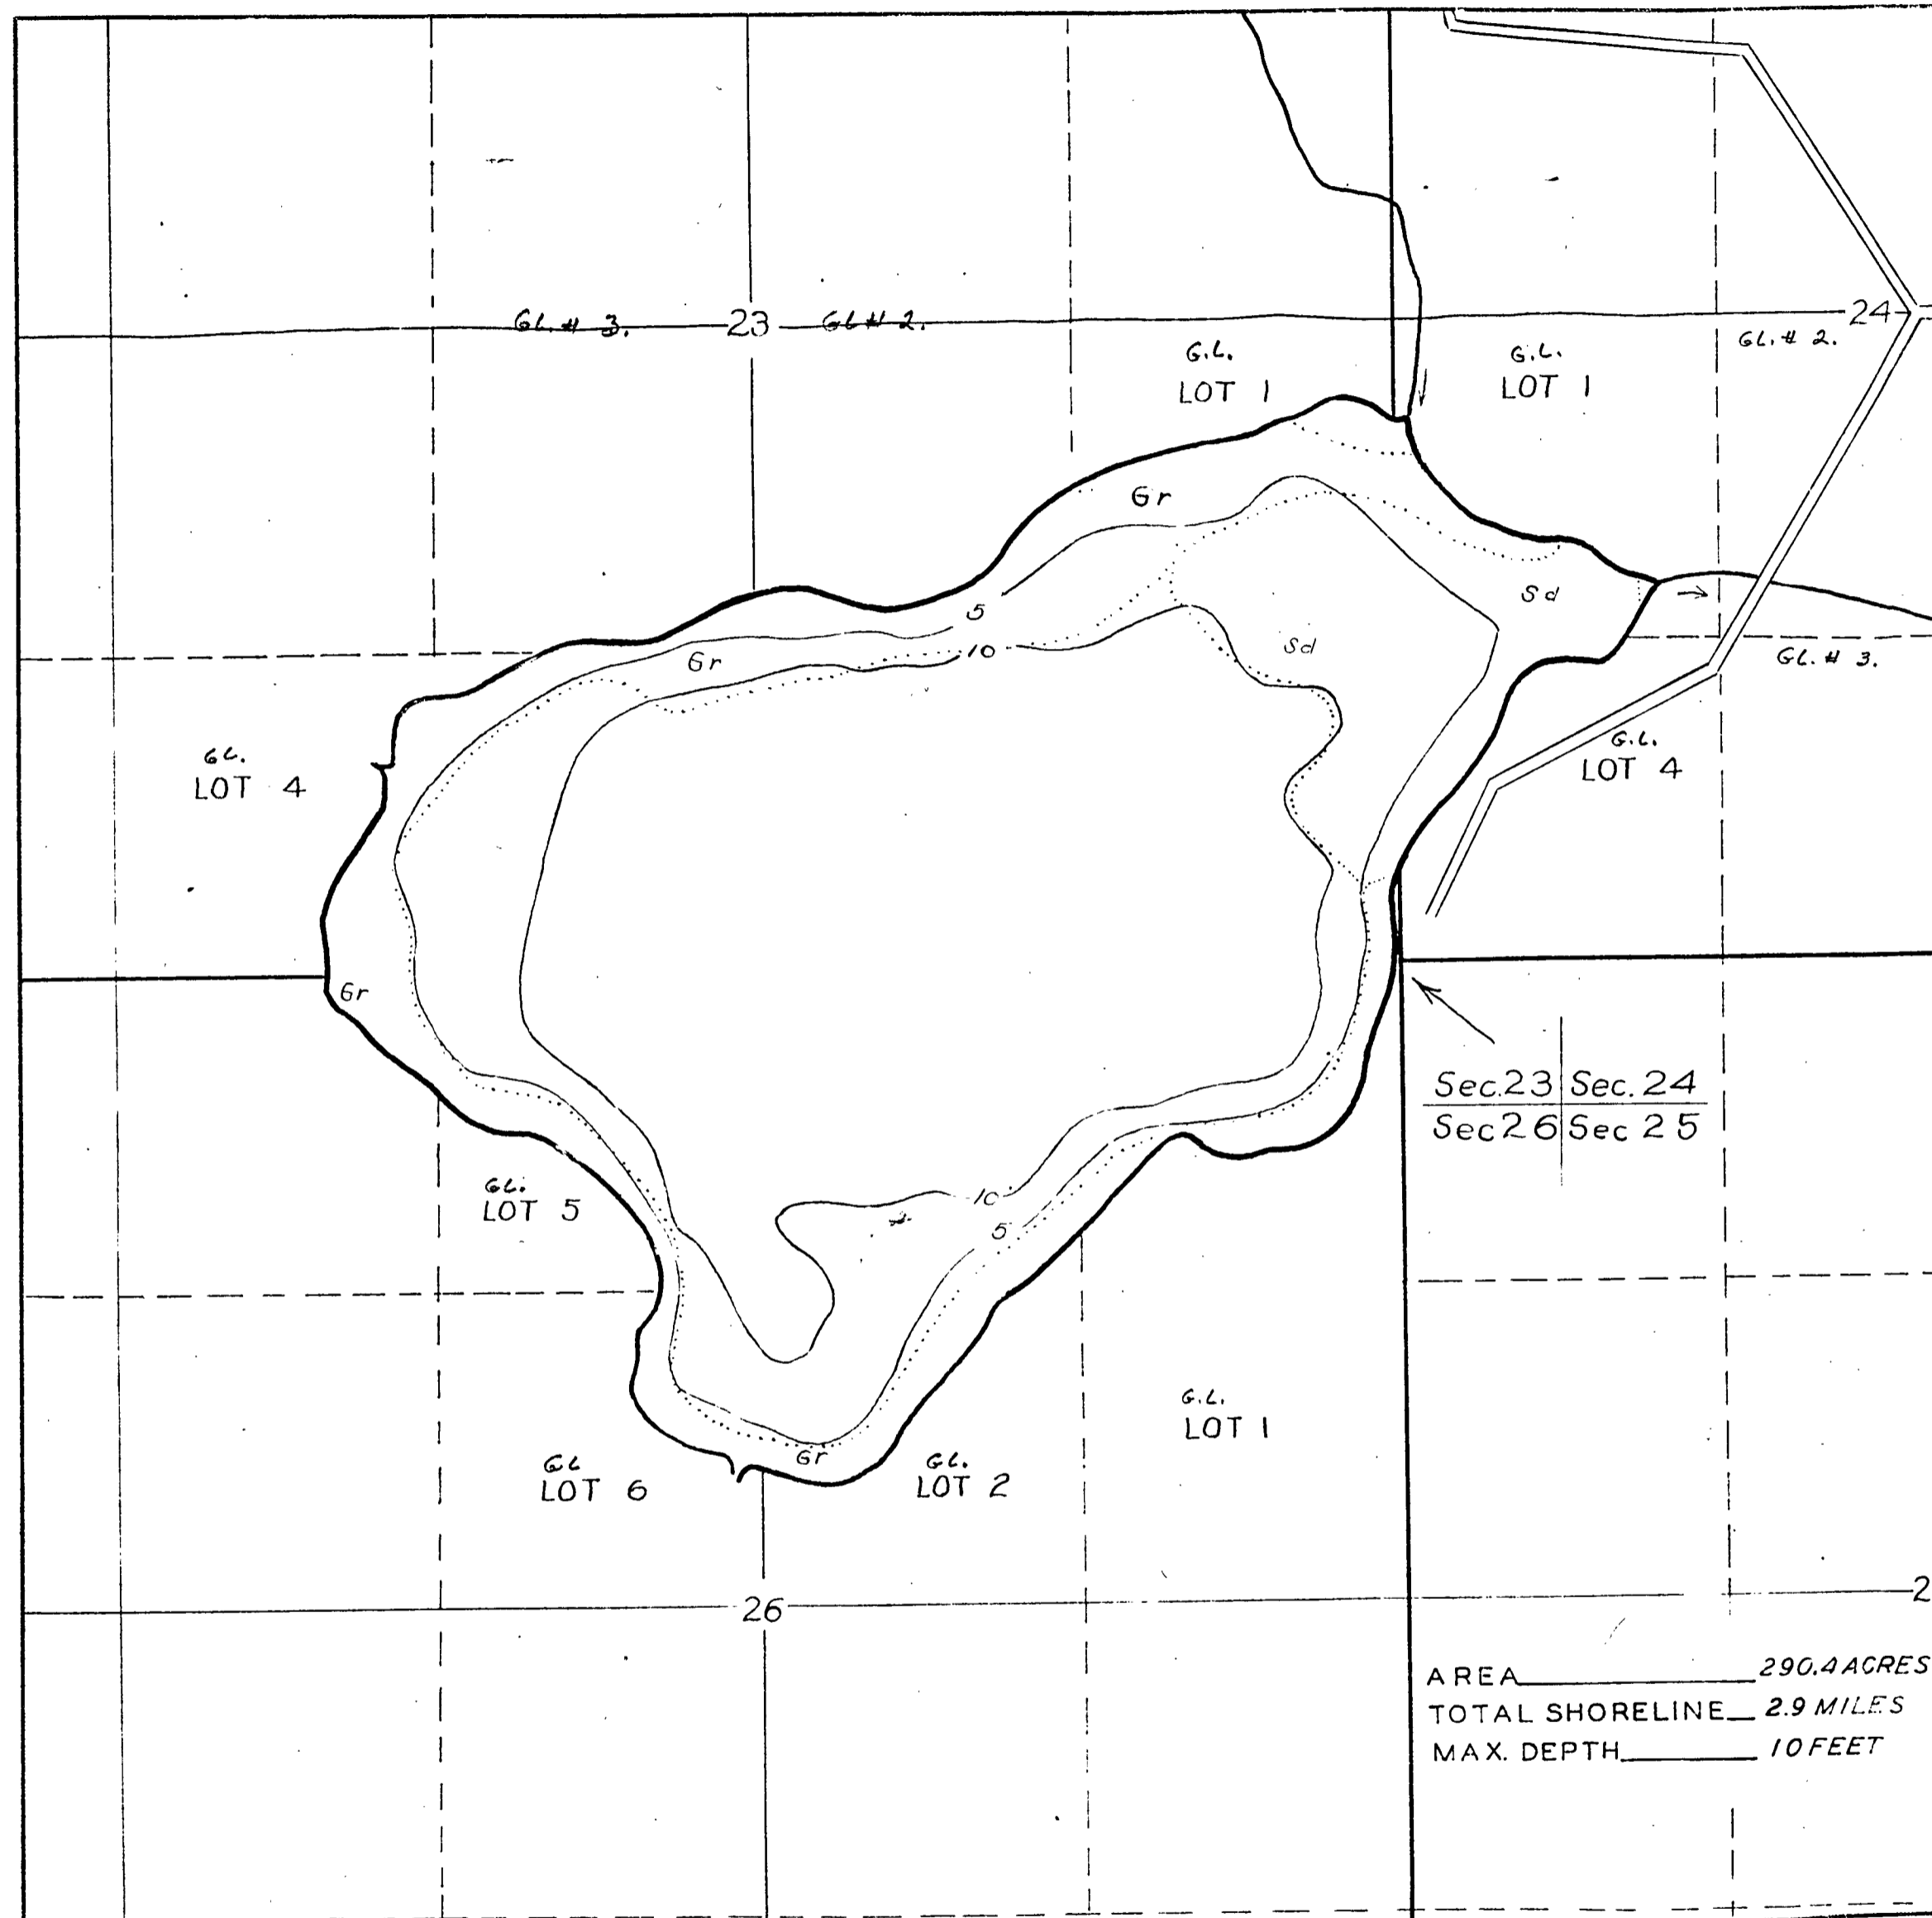 GL. # 3.
23
GL # 2.
24
GL. # 2.
G.L.
LOT 1
G.L.
LOT 1
Gr
5
Sd
10
Gr
Sd
GL. # 3.
GL.
LOT 4
G.L.
LOT 4
Gr
Sec. 23 Sec. 24
Sec 26 Sec 25
GL.
LOT 5
10
5
G.L.
LOT 1
Gr
GL
LOT 6
GL.
LOT 2
26
2
AREA 290.4 ACRES
TOTAL SHORELINE 2.9 MILES
MAX. DEPTH 10 FEET